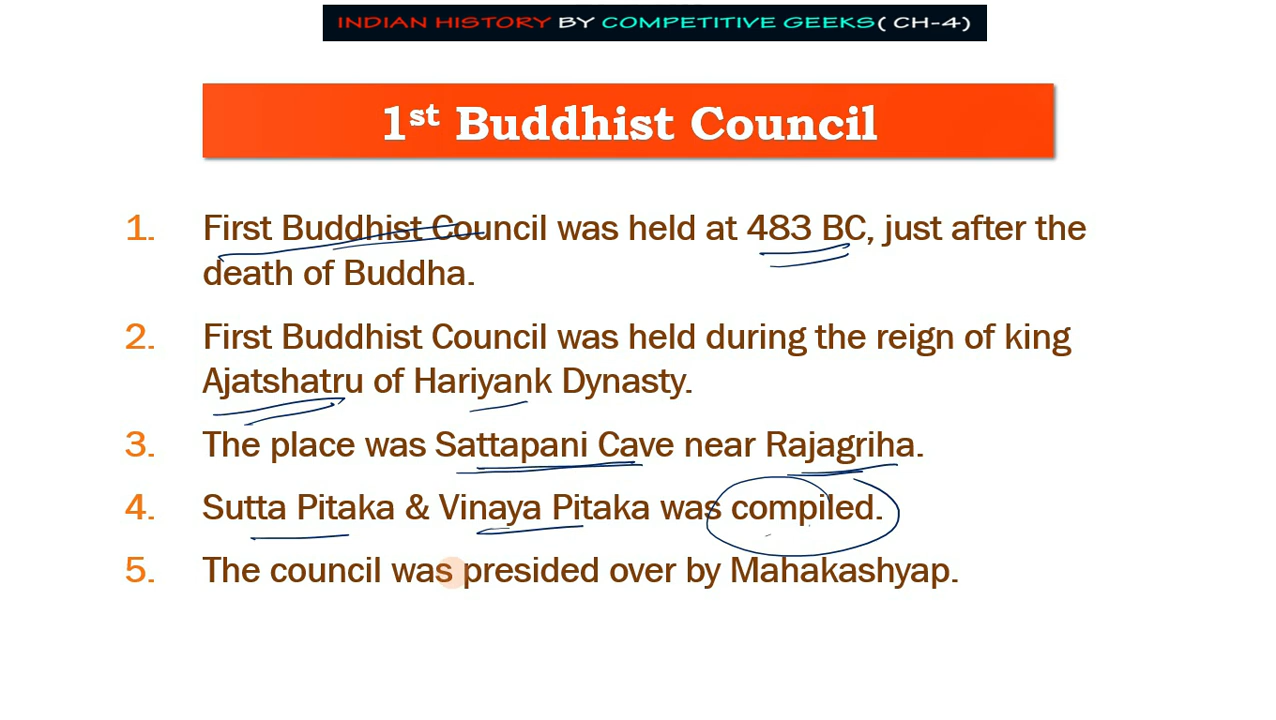 INDIAN HISTORY BY COMPETITIVE GEEKS( CH-4)
1st Buddhist Council
1. First Buddhist Council was held at 483 BC, just after the
death of Buddha.
2. First Buddhist Council was held during the reign of king
Ajatshatru of Hariyank Dynasty.
3. The place was Sattapani Cave near Rajagriha.
4. Sutta Pitaka & Vinaya Pitaka was compiled.
5. The council was presided over by Mahakashyap.